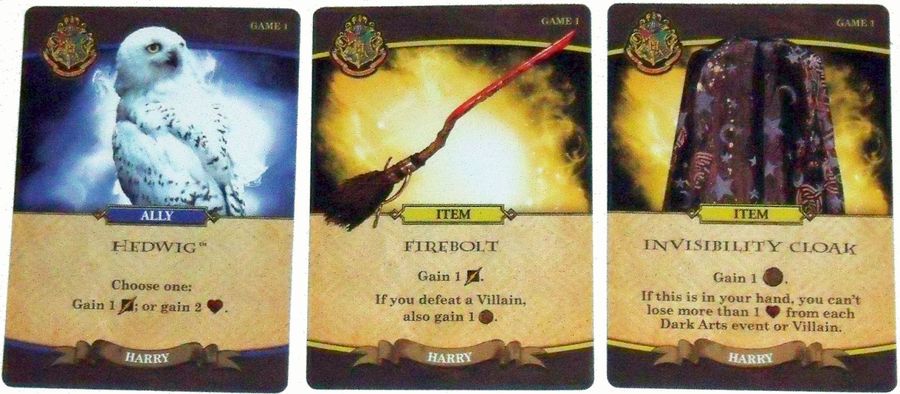 GAME 1
ALLY
HEDWIG™
Choose one:
Gain 1 ; or gain 2 .
HARRY
GAME 1
ITEM
FIREBOLT
Gain 1 .
If you defeat a Villain,
also gain 1 .
HARRY
GAME 1
ITEM
INVISIBILITY CLOAK
Gain 1 .
If this is in your hand, you can't
lose more than 1 from each
Dark Arts event or Villain.
HARRY